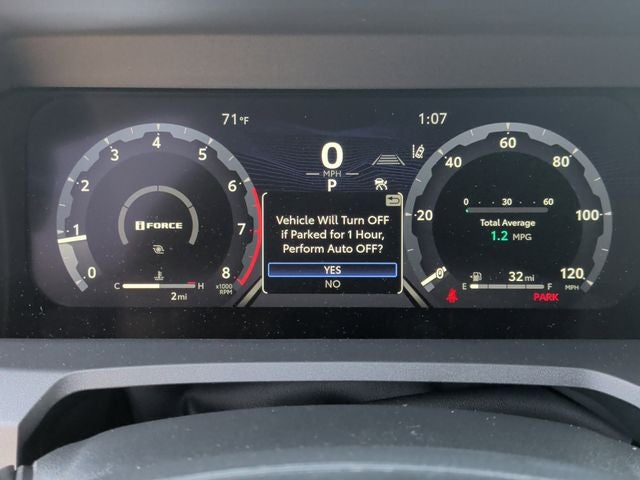 71°F
1:07
0
MPH
P
0 1 2 3 4 5 6 7 8
x1000
RPM
i FORCE
C H
2 mi
Vehicle Will Turn OFF
if Parked for 1 Hour,
Perform Auto OFF?
YES
NO
0 20 40 60 80 100 120
MPH
0 30 60
Total Average
1.2 MPG
32 mi
E F
PARK